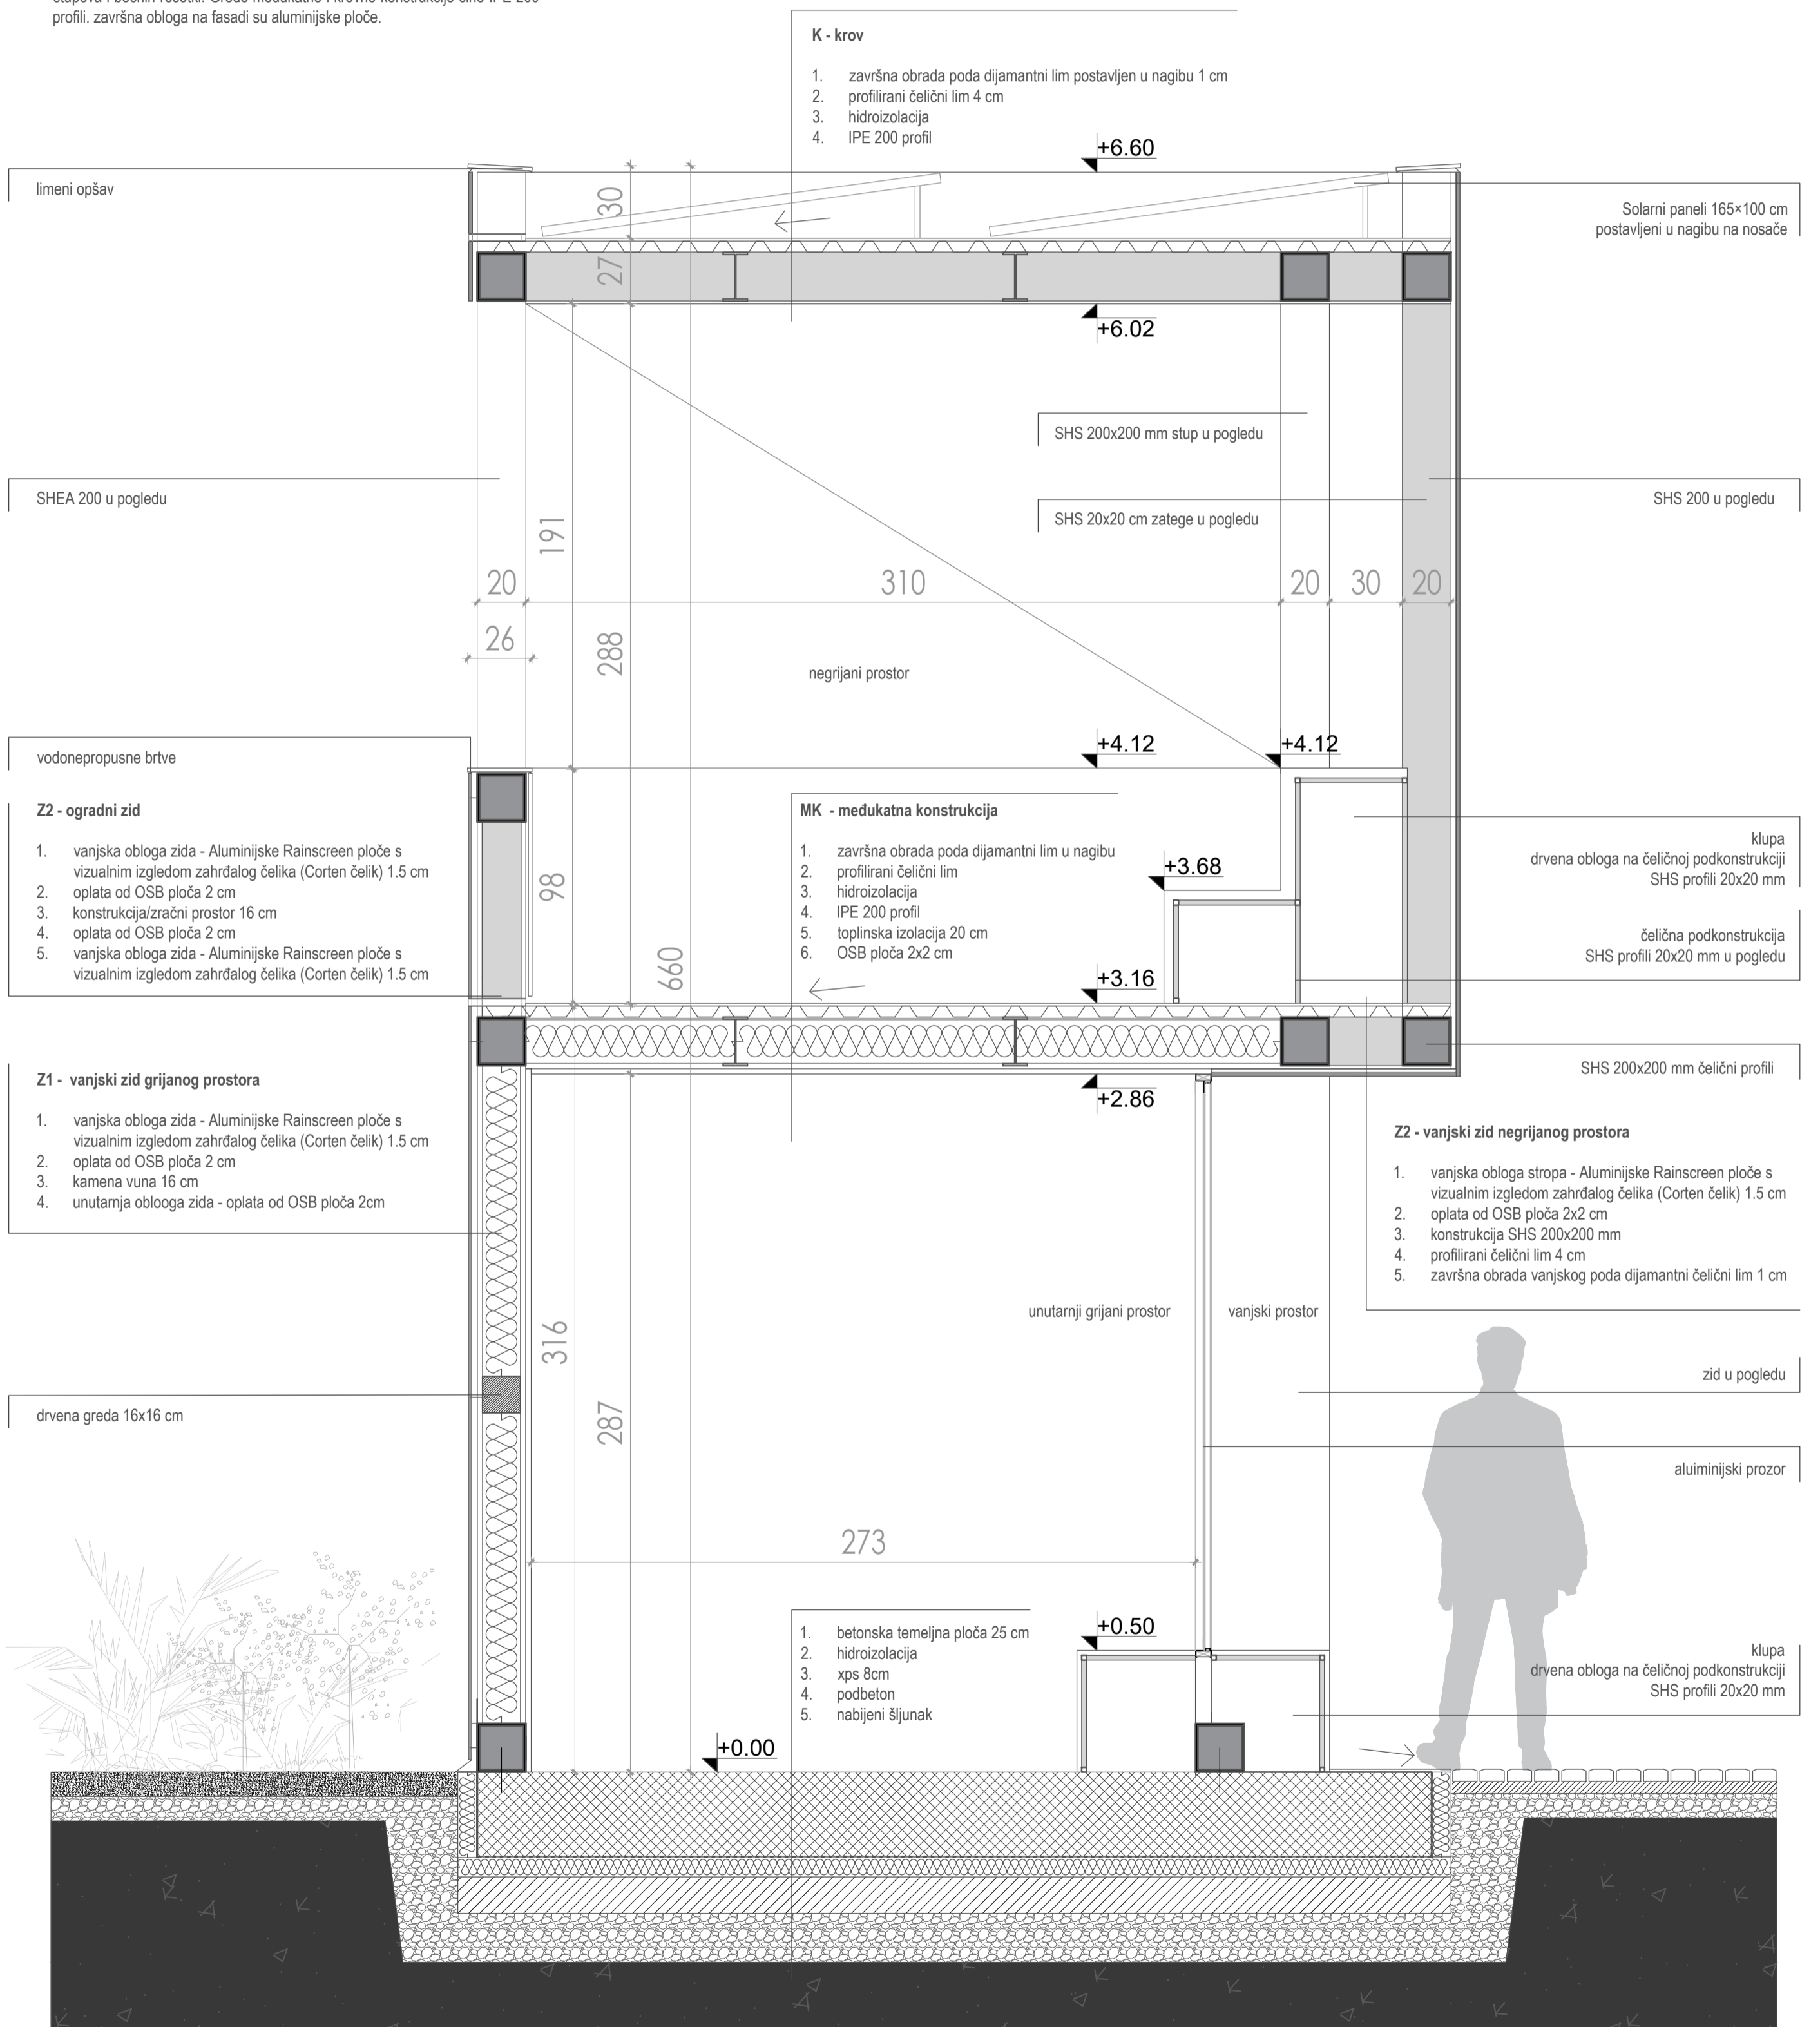 profili. završna obloga na fasadi su aluminijske ploče.
K - krov
1. završna obrada poda dijamantni lim postavljen u nagibu 1 cm
2. profilirani čelični lim 4 cm
3. hidroizolacija
4. IPE 200 profil
+6.60
limeni opšav
30
Solarni paneli 165×100 cm
postavljeni u nagibu na nosače
27
+6.02
SHS 200x200 mm stup u pogledu
SHEA 200 u pogledu
SHS 200 u pogledu
SHS 20x20 cm zatege u pogledu
191
20
310
20
30
20
26
288
negrijani prostor
+4.12
+4.12
vodonepropusne brtve
Z2 - ogradni zid
1. vanjska obloga zida - Aluminijske Rainscreen ploče s
vizualnim izgledom zahrđalog čelika (Corten čelik) 1.5 cm
2. oplata od OSB ploča 2 cm
3. konstrukcija/zračni prostor 16 cm
4. oplata od OSB ploča 2 cm
5. vanjska obloga zida - Aluminijske Rainscreen ploče s
vizualnim izgledom zahrđalog čelika (Corten čelik) 1.5 cm
98
660
MK - međukatna konstrukcija
1. završna obrada poda dijamantni lim u nagibu
2. profilirani čelični lim
3. hidroizolacija
4. IPE 200 profil
5. toplinska izolacija 20 cm
6. OSB ploča 2x2 cm
+3.68
+3.16
klupa
drvena obloga na čeličnoj podkonstrukciji
SHS profili 20x20 mm
čelična podkonstrukcija
SHS profili 20x20 mm u pogledu
SHS 200x200 mm čelični profili
+2.86
Z1 - vanjski zid grijanog prostora
1. vanjska obloga zida - Aluminijske Rainscreen ploče s
vizualnim izgledom zahrđalog čelika (Corten čelik) 1.5 cm
2. oplata od OSB ploča 2 cm
3. kamena vuna 16 cm
4. unutarnja oblooga zida - oplata od OSB ploča 2cm
Z2 - vanjski zid negrijanog prostora
1. vanjska obloga stropa - Aluminijske Rainscreen ploče s
vizualnim izgledom zahrđalog čelika (Corten čelik) 1.5 cm
2. oplata od OSB ploča 2x2 cm
3. konstrukcija SHS 200x200 mm
4. profilirani čelični lim 4 cm
5. završna obrada vanjskog poda dijamantni čelični lim 1 cm
unutarnji grijani prostor
vanjski prostor
316
287
zid u pogledu
drvena greda 16x16 cm
aluiminijski prozor
273
1. betonska temeljna ploča 25 cm
2. hidroizolacija
3. xps 8cm
4. podbeton
5. nabijeni šljunak
+0.50
klupa
drvena obloga na čeličnoj podkonstrukciji
SHS profili 20x20 mm
+0.00